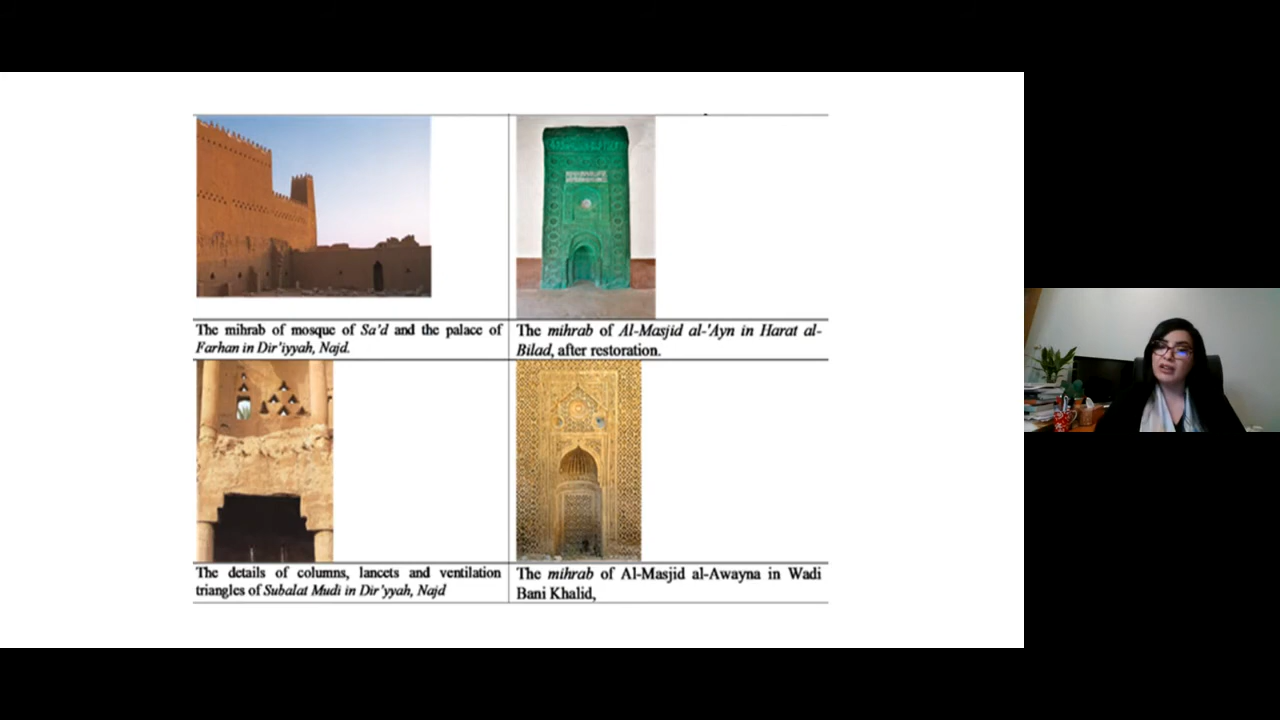 The mihrab of mosque of Sa'd and the palace of
Farhan in Dir'iyyah, Najd.
The mihrab of Al-Masjid al-'Ayn in Harat al-
Bilad, after restoration.
The details of columns, lancets and ventilation
triangles of Subalat Mudi in Dir'yyah, Najd
The mihrab of Al-Masjid al-Awayna in Wadi
Bani Khalid,